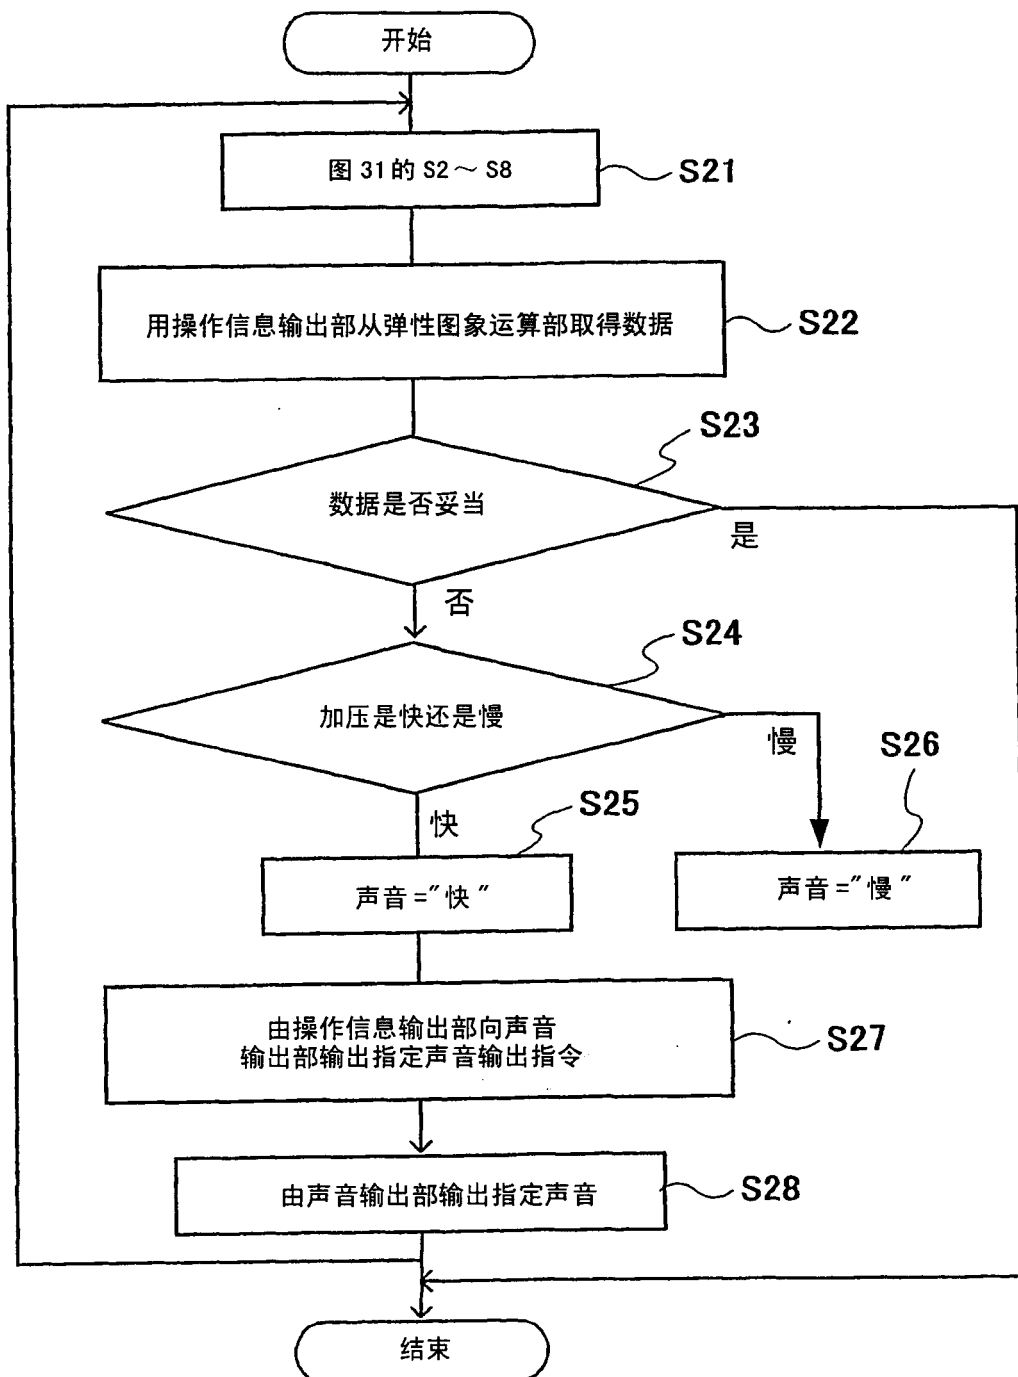 开始
图31的S2～S8
S21
用操作信息输出部从弹性图象运算部取得数据
S22
S23
数据是否妥当
是
否
S24
加压是快还是慢
慢
S26
S25
快
声音="快"
声音="慢"
由操作信息输出部向声音
输出部输出指定声音输出指令
S27
由声音输出部输出指定声音
S28
结束